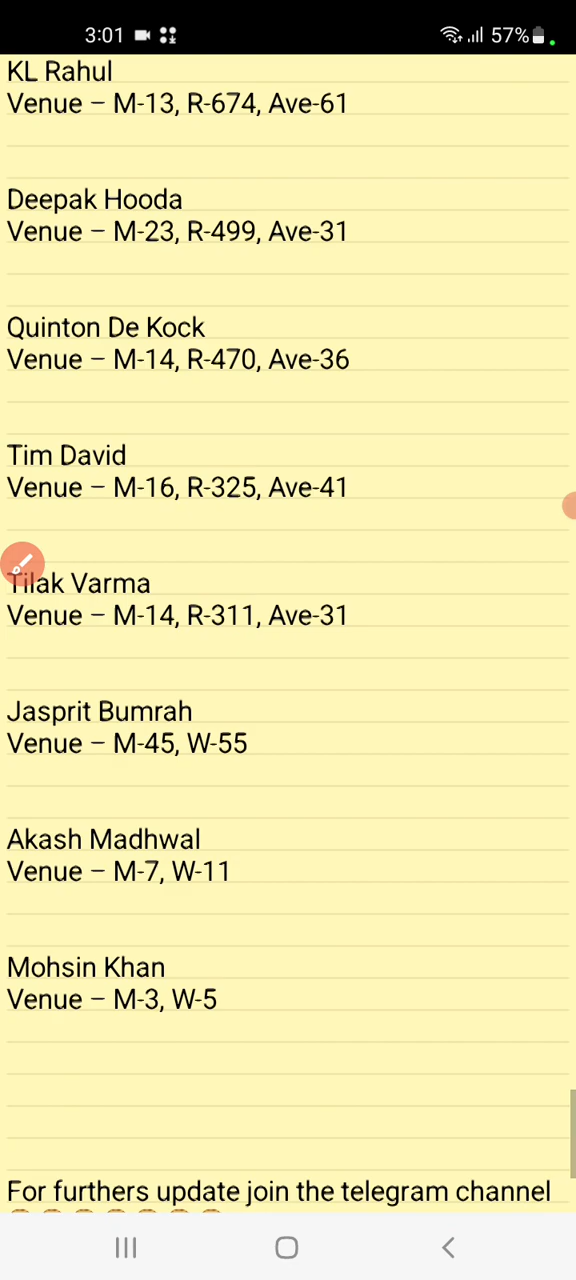 3:01 57%
KL Rahul
Venue – M-13, R-674, Ave-61
Deepak Hooda
Venue – M-23, R-499, Ave-31
Quinton De Kock
Venue – M-14, R-470, Ave-36
Tim David
Venue – M-16, R-325, Ave-41
Tilak Varma
Venue – M-14, R-311, Ave-31
Jasprit Bumrah
Venue – M-45, W-55
Akash Madhwal
Venue – M-7, W-11
Mohsin Khan
Venue – M-3, W-5
For furthers update join the telegram channel